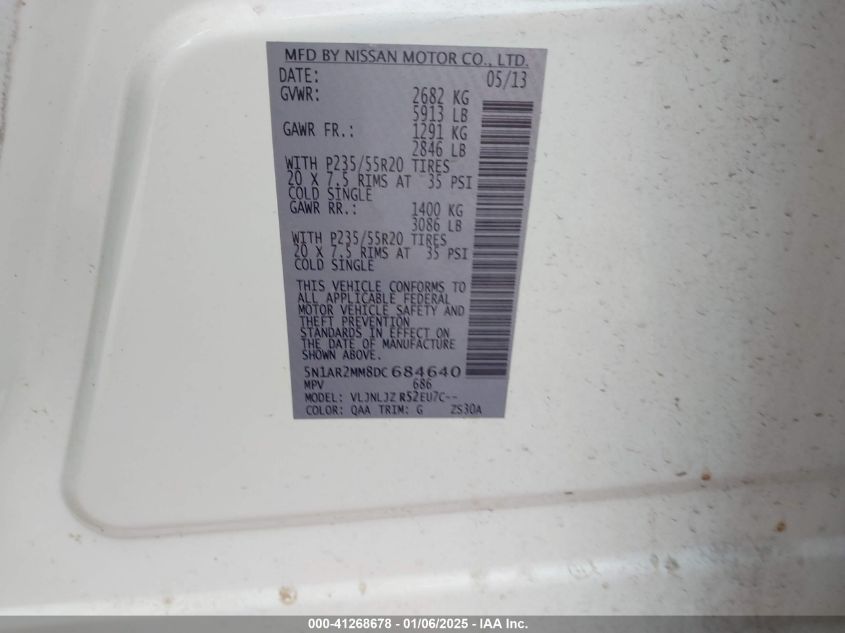 MFD BY NISSAN MOTOR CO., LTD.
DATE: 05/13
GVWR: 2682 KG
5913 LB
GAWR FR.: 1291 KG
2846 LB
WITH P235/55R20 TIRES
20 X 7.5 RIMS AT 35 PSI
COLD SINGLE
GAWR RR.: 1400 KG
3086 LB
WITH P235/55R20 TIRES
20 X 7.5 RIMS AT 35 PSI
COLD SINGLE
THIS VEHICLE CONFORMS TO
ALL APPLICABLE FEDERAL
MOTOR VEHICLE SAFETY AND
THEFT PREVENTION
STANDARDS IN EFFECT ON
THE DATE OF MANUFACTURE
SHOWN ABOVE.
5N1AR2MM8DC684640
MPV 686
MODEL: VLJNLJZ R52EU7C--
COLOR: QAA TRIM: G ZS30A
000-41268678 - 01/06/2025 - IAA Inc.